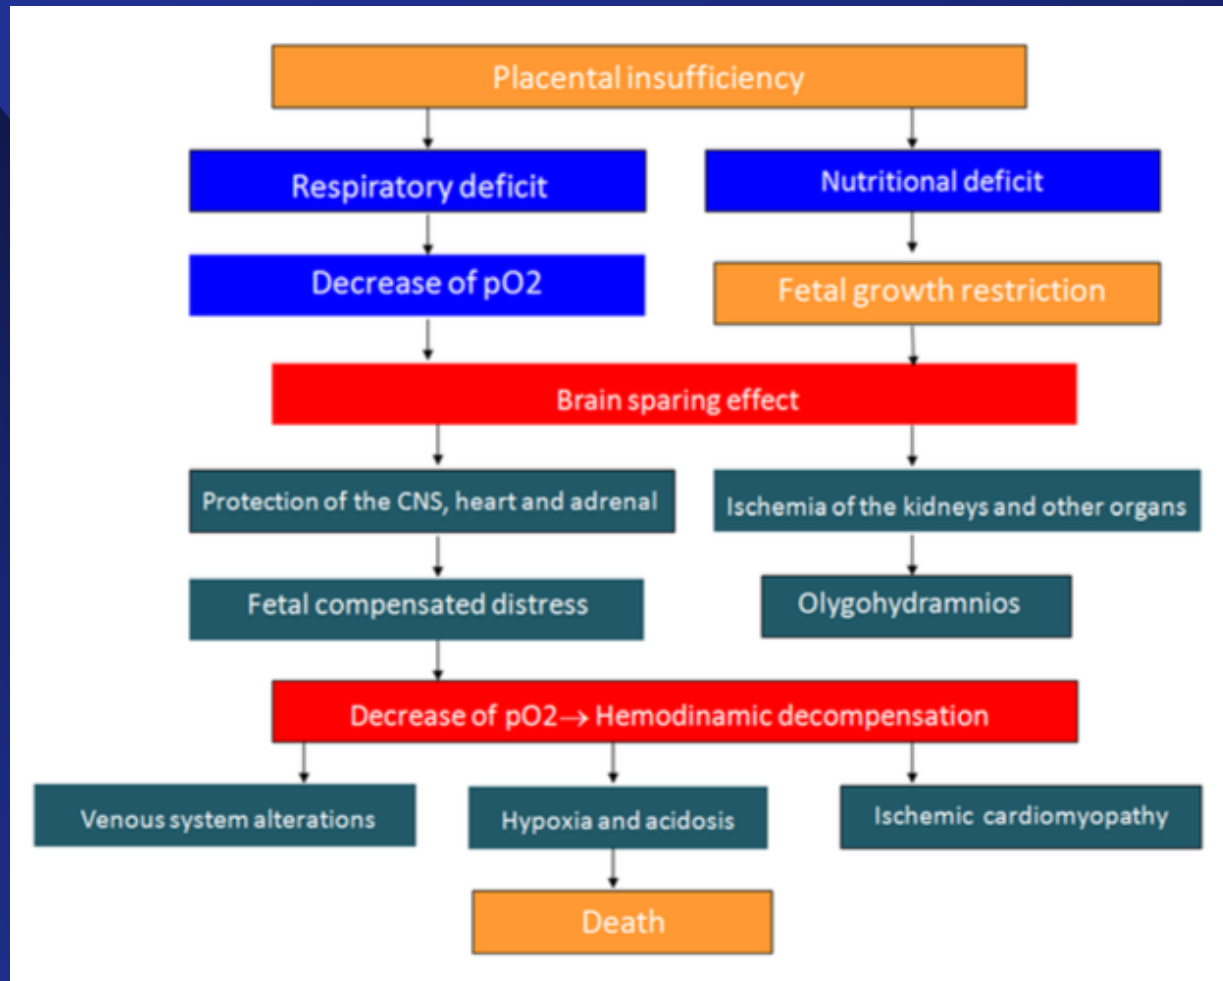 Placental insufficiency
Respiratory deficit
Nutritional deficit
Decrease of pO2
Fetal growth restriction
Brain sparing effect
Protection of the CNS, heart and adrenal
Ischemia of the kidneys and other organs
Fetal compensated distress
Olygohydramnios
Decrease of pO2→ Hemodinamic decompensation
Venous system alterations
Hypoxia and acidosis
Ischemic cardiomyopathy
Death